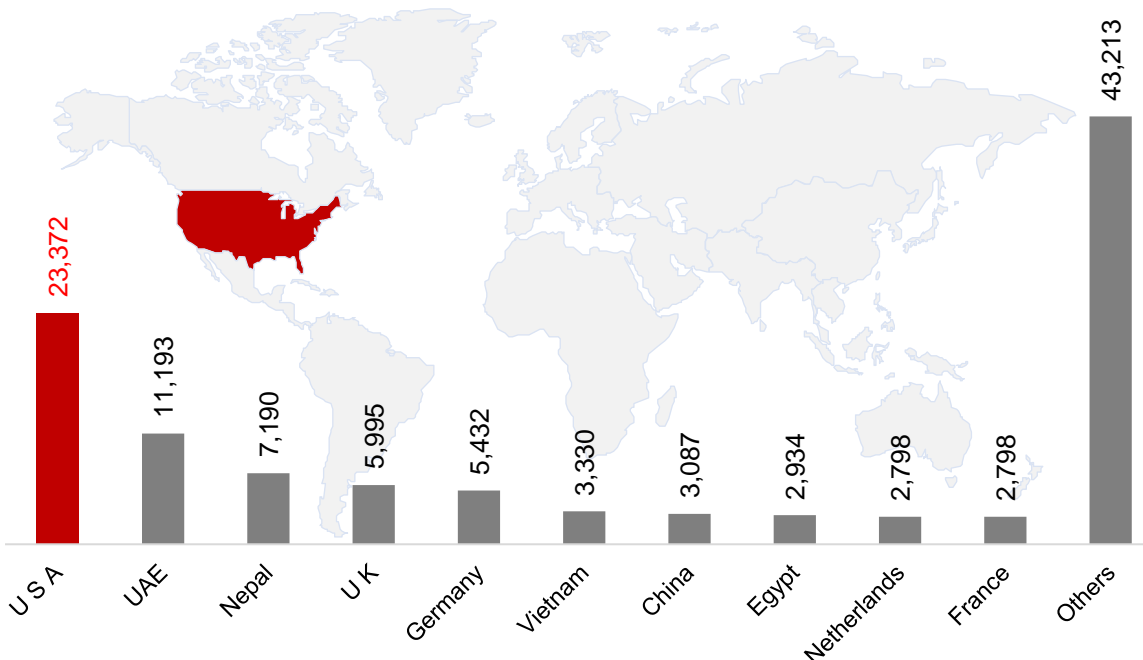 23,372
11,193
7,190
5,995
5,432
3,330
3,087
2,934
2,798
2,798
43,213
U S A
UAE
Nepal
U K
Germany
Vietnam
China
Egypt
Netherlands
France
Others